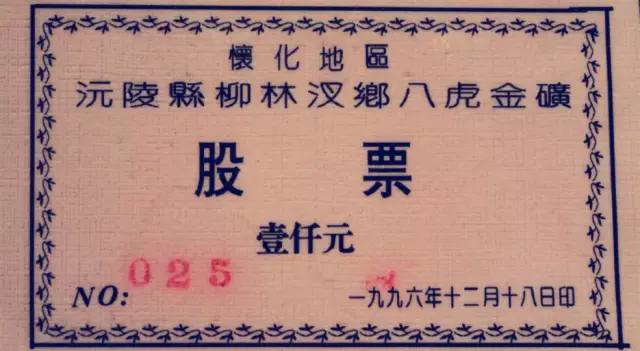 懷化地區
沅陵縣柳林汊鄉八虎金礦
股票
壹仟元
025
NO:
一九九六年十二月十八日印